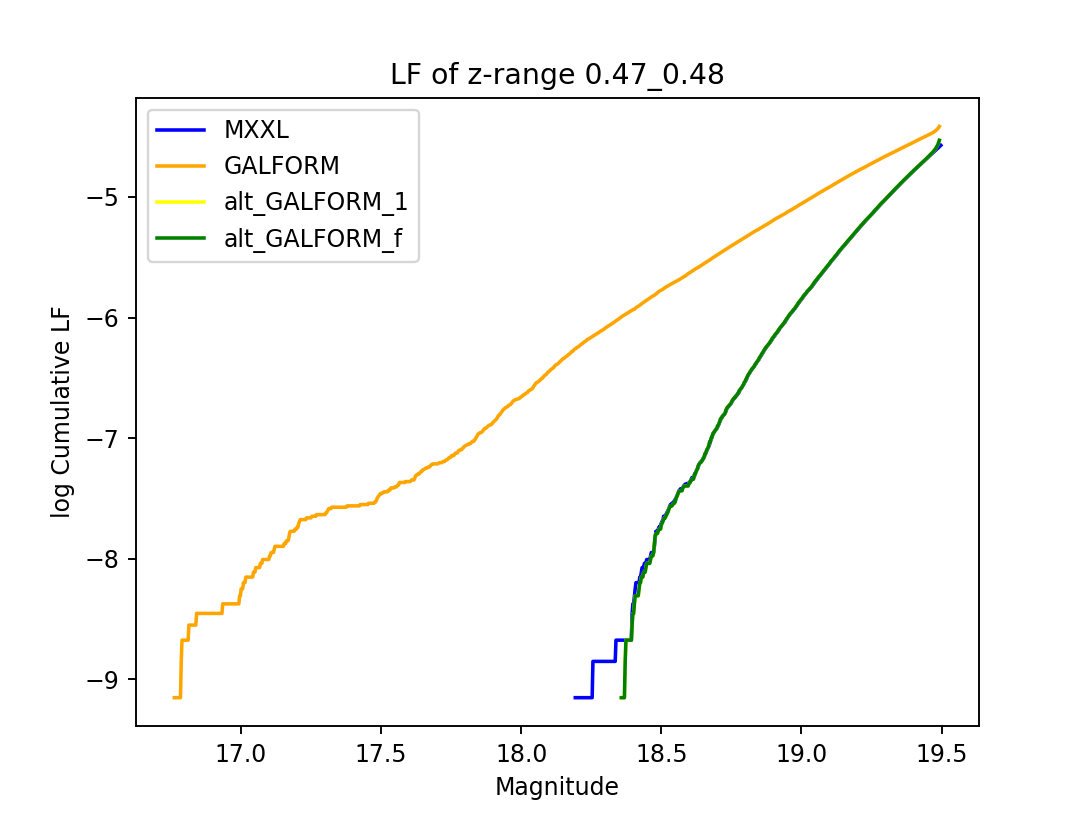 LF of z-range 0.47_0.48
MXXL
GALFORM
alt_GALFORM_1
alt_GALFORM_f
log Cumulative LF
−5
−6
−7
−8
−9
17.0 17.5 18.0 18.5 19.0 19.5
Magnitude